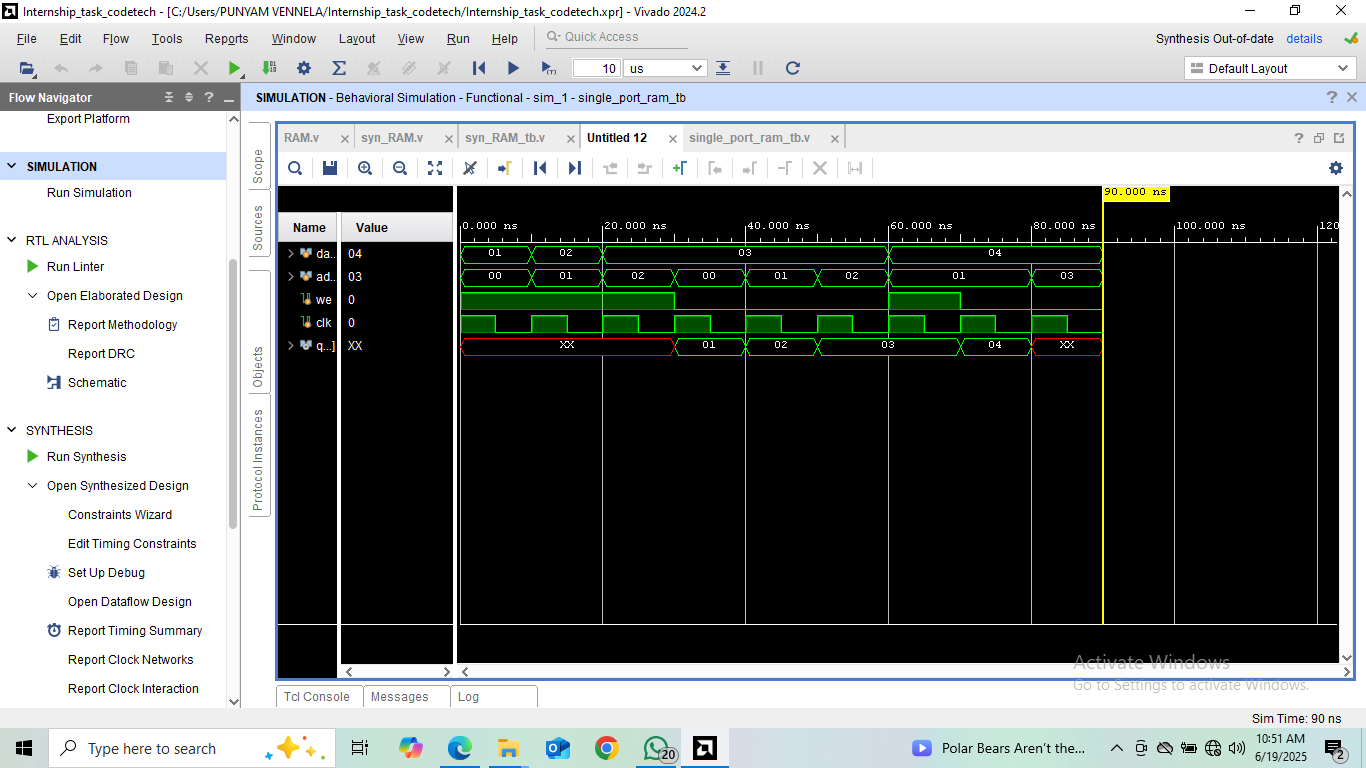 Internship_task_codetech - [C:/Users/PUNYAM VENNELA/Internship_task_codetech/Internship_task_codetech.xpr] - Vivado 2024.2
File Edit Flow Tools Reports Window Layout View Run Help Quick Access
Synthesis Out-of-date details
10 us
Default Layout
Flow Navigator
SIMULATION - Behavioral Simulation - Functional - sim_1 - single_port_ram_tb
Export Platform
SIMULATION
Run Simulation
RTL ANALYSIS
Run Linter
Open Elaborated Design
Report Methodology
Report DRC
Schematic
SYNTHESIS
Run Synthesis
Open Synthesized Design
Constraints Wizard
Edit Timing Constraints
Set Up Debug
Open Dataflow Design
Report Timing Summary
Report Clock Networks
Report Clock Interaction
Scope
Sources
Objects
Protocol Instances
RAM.v syn_RAM.v syn_RAM_tb.v Untitled 12 single_port_ram_tb.v
90.000 ns
Name Value
0.000 ns 20.000 ns 40.000 ns 60.000 ns 80.000 ns 100.000 ns 120
da.. 04 01 02 03 04
ad.. 03 00 01 02 00 01 02 01 03
we 0
clk 0
q...] XX XX 01 02 03 04 XX
Activate Windows
Go to Settings to activate Windows.
Tcl Console Messages Log
Sim Time: 90 ns
Type here to search
20
Polar Bears Aren't the...
10:51 AM
6/19/2025
2